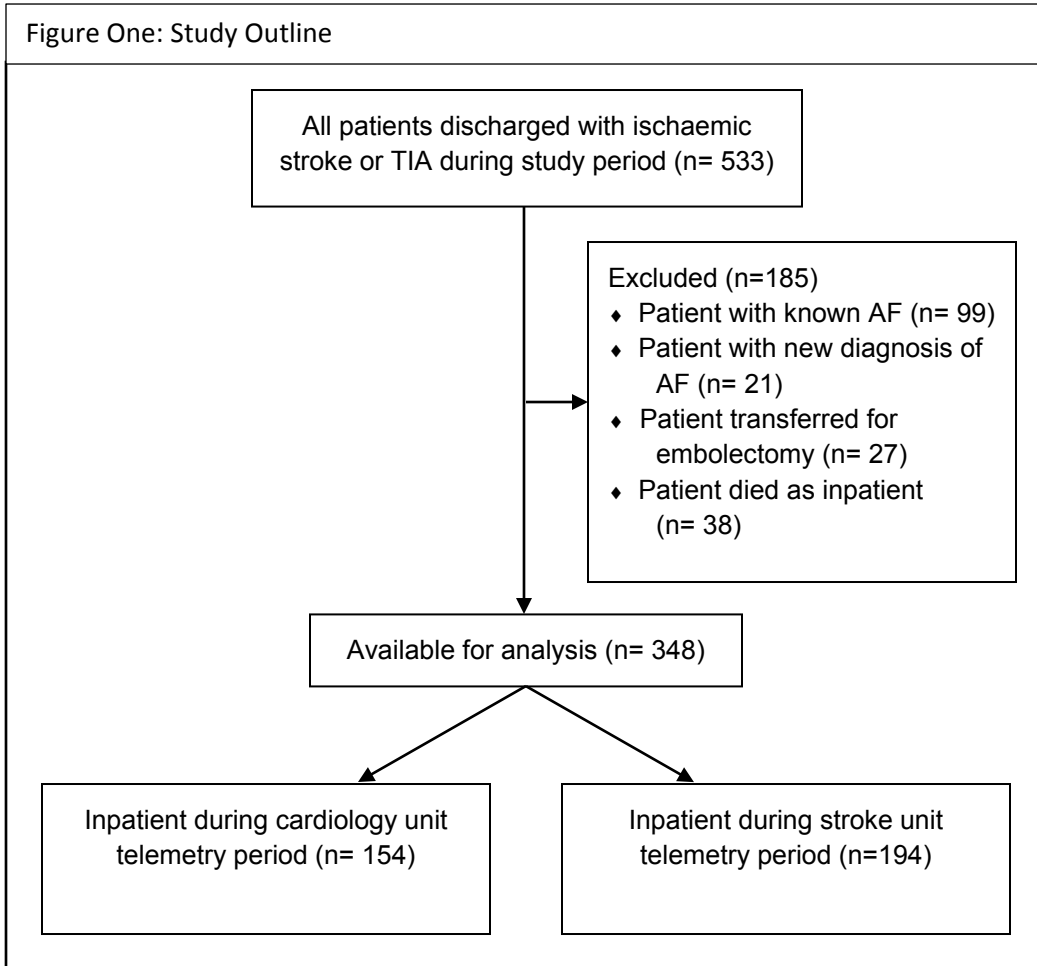 Figure One: Study Outline
All patients discharged with ischaemic
stroke or TIA during study period (n= 533)
Excluded (n=185)
♦ Patient with known AF (n= 99)
♦ Patient with new diagnosis of
AF (n= 21)
♦ Patient transferred for
embolectomy (n= 27)
♦ Patient died as inpatient
(n= 38)
Available for analysis (n= 348)
Inpatient during cardiology unit
telemetry period (n= 154)
Inpatient during stroke unit
telemetry period (n=194)